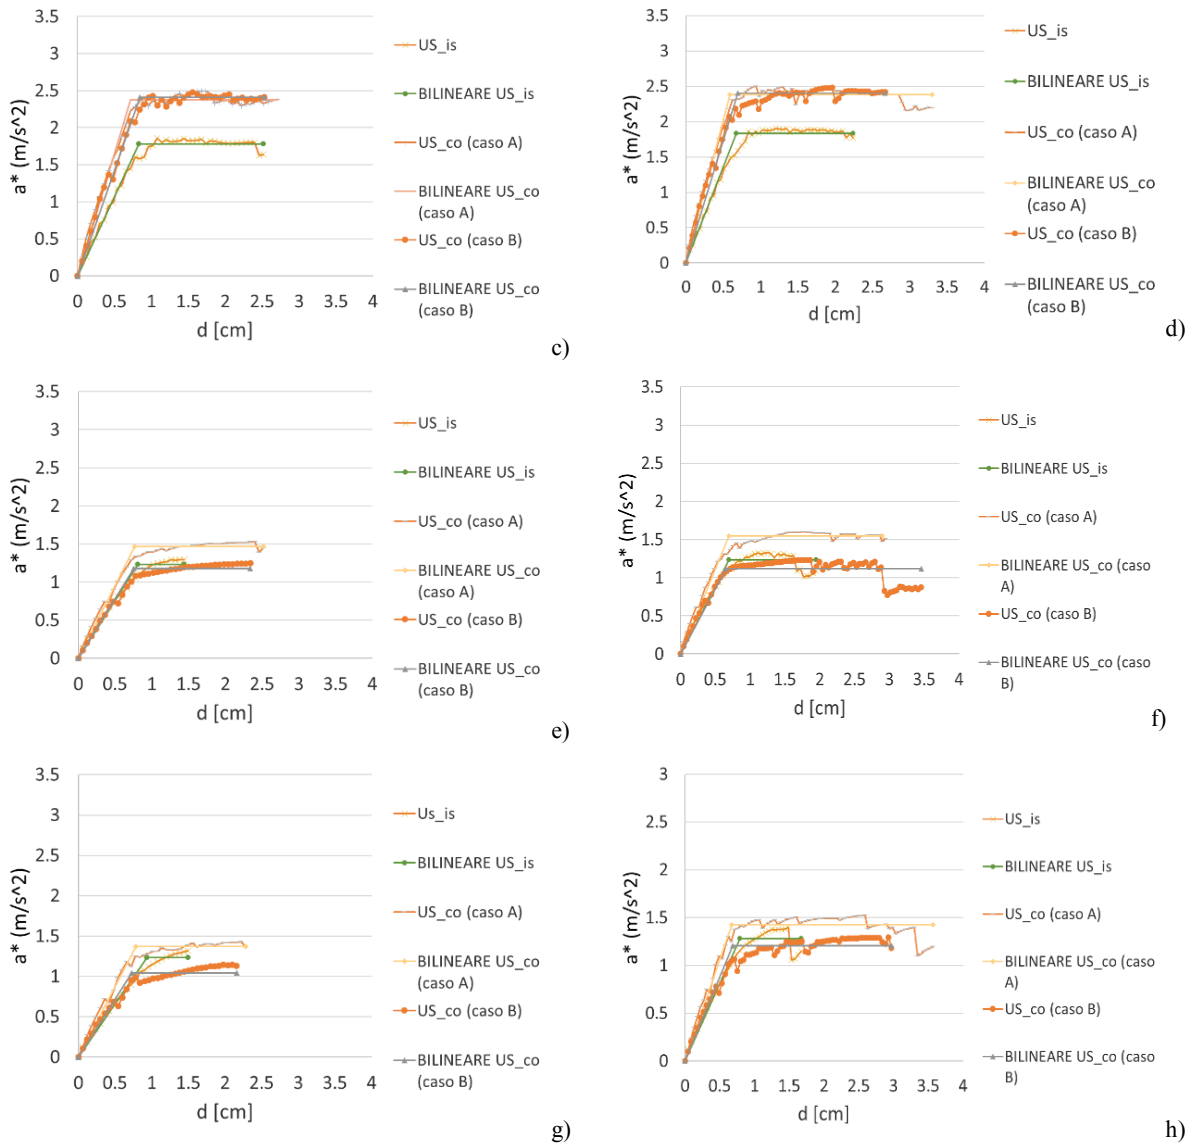 3.5
3
2.5
2
1.5
1
0.5
0
0 0.5 1 1.5 2 2.5 3 3.5 4
a* (m/s^2)
d [cm]
US_is
BILINEARE US_is
US_co (caso A)
BILINEARE US_co
(caso A)
US_co (caso B)
BILINEARE US_co
(caso B)
c)
3.5
3
2.5
2
1.5
1
0.5
0
0 0.5 1 1.5 2 2.5 3 3.5 4
a* (m/s^2)
d [cm]
US_is
BILINEARE US_is
US_co (caso A)
BILINEARE US_co
(caso A)
US_co (caso B)
BILINEARE US_co
(caso B)
d)
3.5
3
2.5
2
1.5
1
0.5
0
0 0.5 1 1.5 2 2.5 3 3.5 4
a* (m/s^2)
d [cm]
US_is
BILINEARE US_is
US_co (caso A)
BILINEARE US_co
(caso A)
US_co (caso B)
BILINEARE US_co
(caso B)
e)
3.5
3
2.5
2
1.5
1
0.5
0
0 0.5 1 1.5 2 2.5 3 3.5 4
a* (m/s^2)
d [cm]
US_is
BILINEARE US_is
US_co (caso A)
BILINEARE US_co (caso
A)
US_co (caso B)
BILINEARE US_co (caso
B)
f)
3.5
3
2.5
2
1.5
1
0.5
0
0 0.5 1 1.5 2 2.5 3 3.5 4
a* (m/s^2)
d [cm]
Us_is
BILINEARE US_is
US_co (caso A)
BILINEARE US_co
(caso A)
US_co (caso B)
BILINEARE US_co
(caso B)
g)
3
2.5
2
1.5
1
0.5
0
0 0.5 1 1.5 2 2.5 3 3.5 4
a* (m/s^2)
d [cm]
US_is
BILINEARE US_is
US_co (caso A)
BILINEARE US_co (caso
A)
US_co (caso B)
BILINEARE US_co (caso
B)
h)